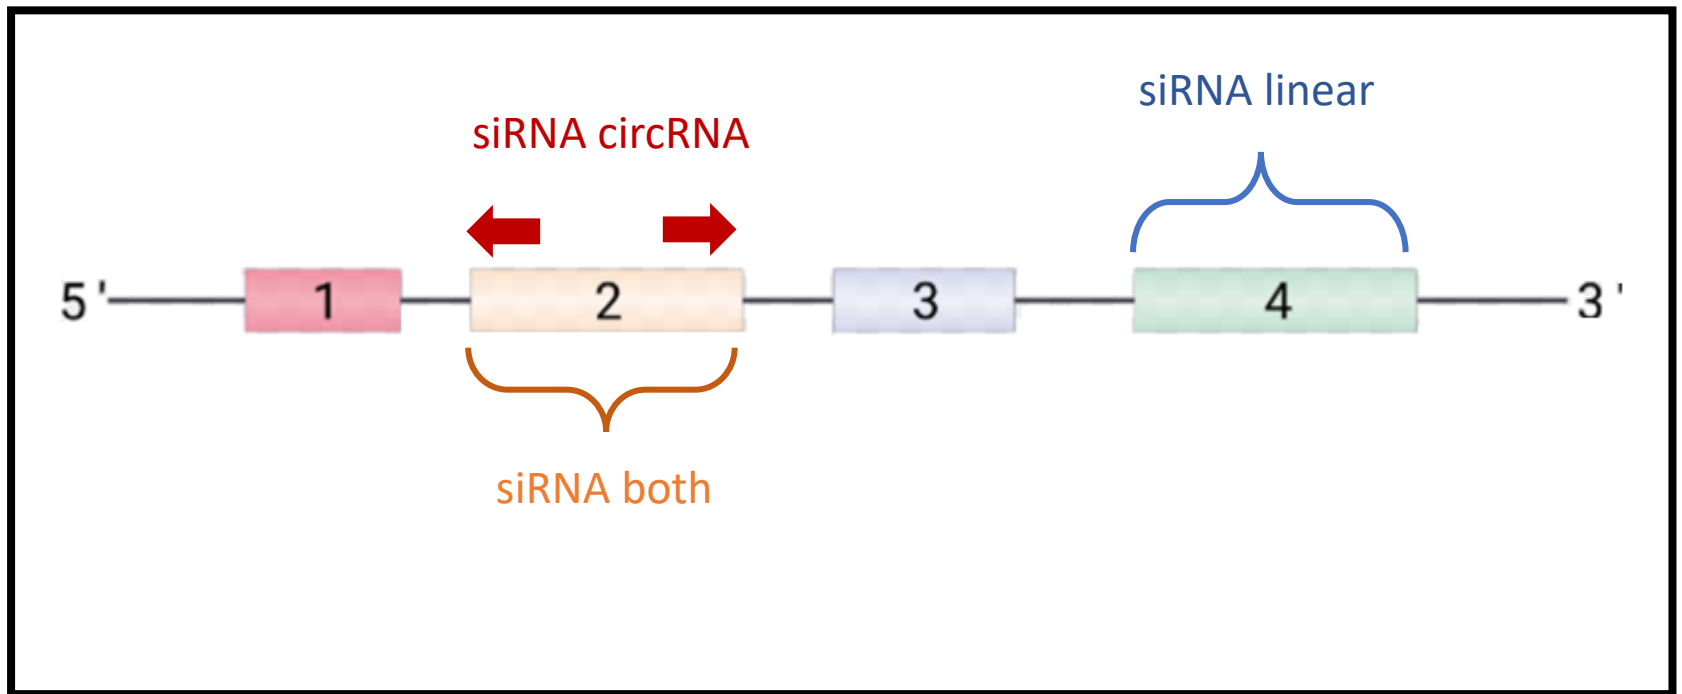 siRNA linear
siRNA circRNA
5 ' 1 2 3 4 3 '
siRNA both